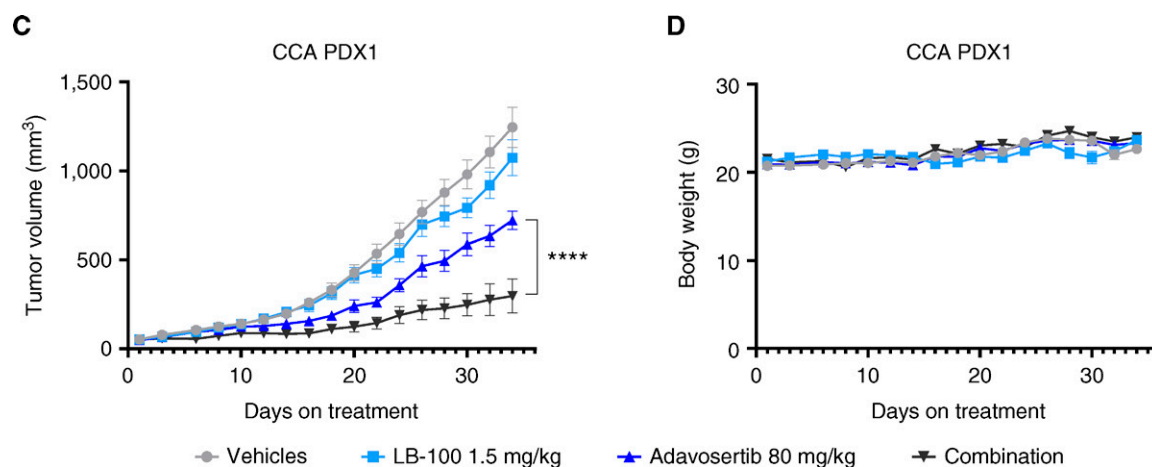 C
CCA PDX1
Tumor volume (mm³)
1,500
1,000
500
0
0 10 20 30
Days on treatment
****
D
CCA PDX1
Body weight (g)
30
20
10
0
0 10 20 30
Days on treatment
Vehicles LB-100 1.5 mg/kg Adavosertib 80 mg/kg Combination